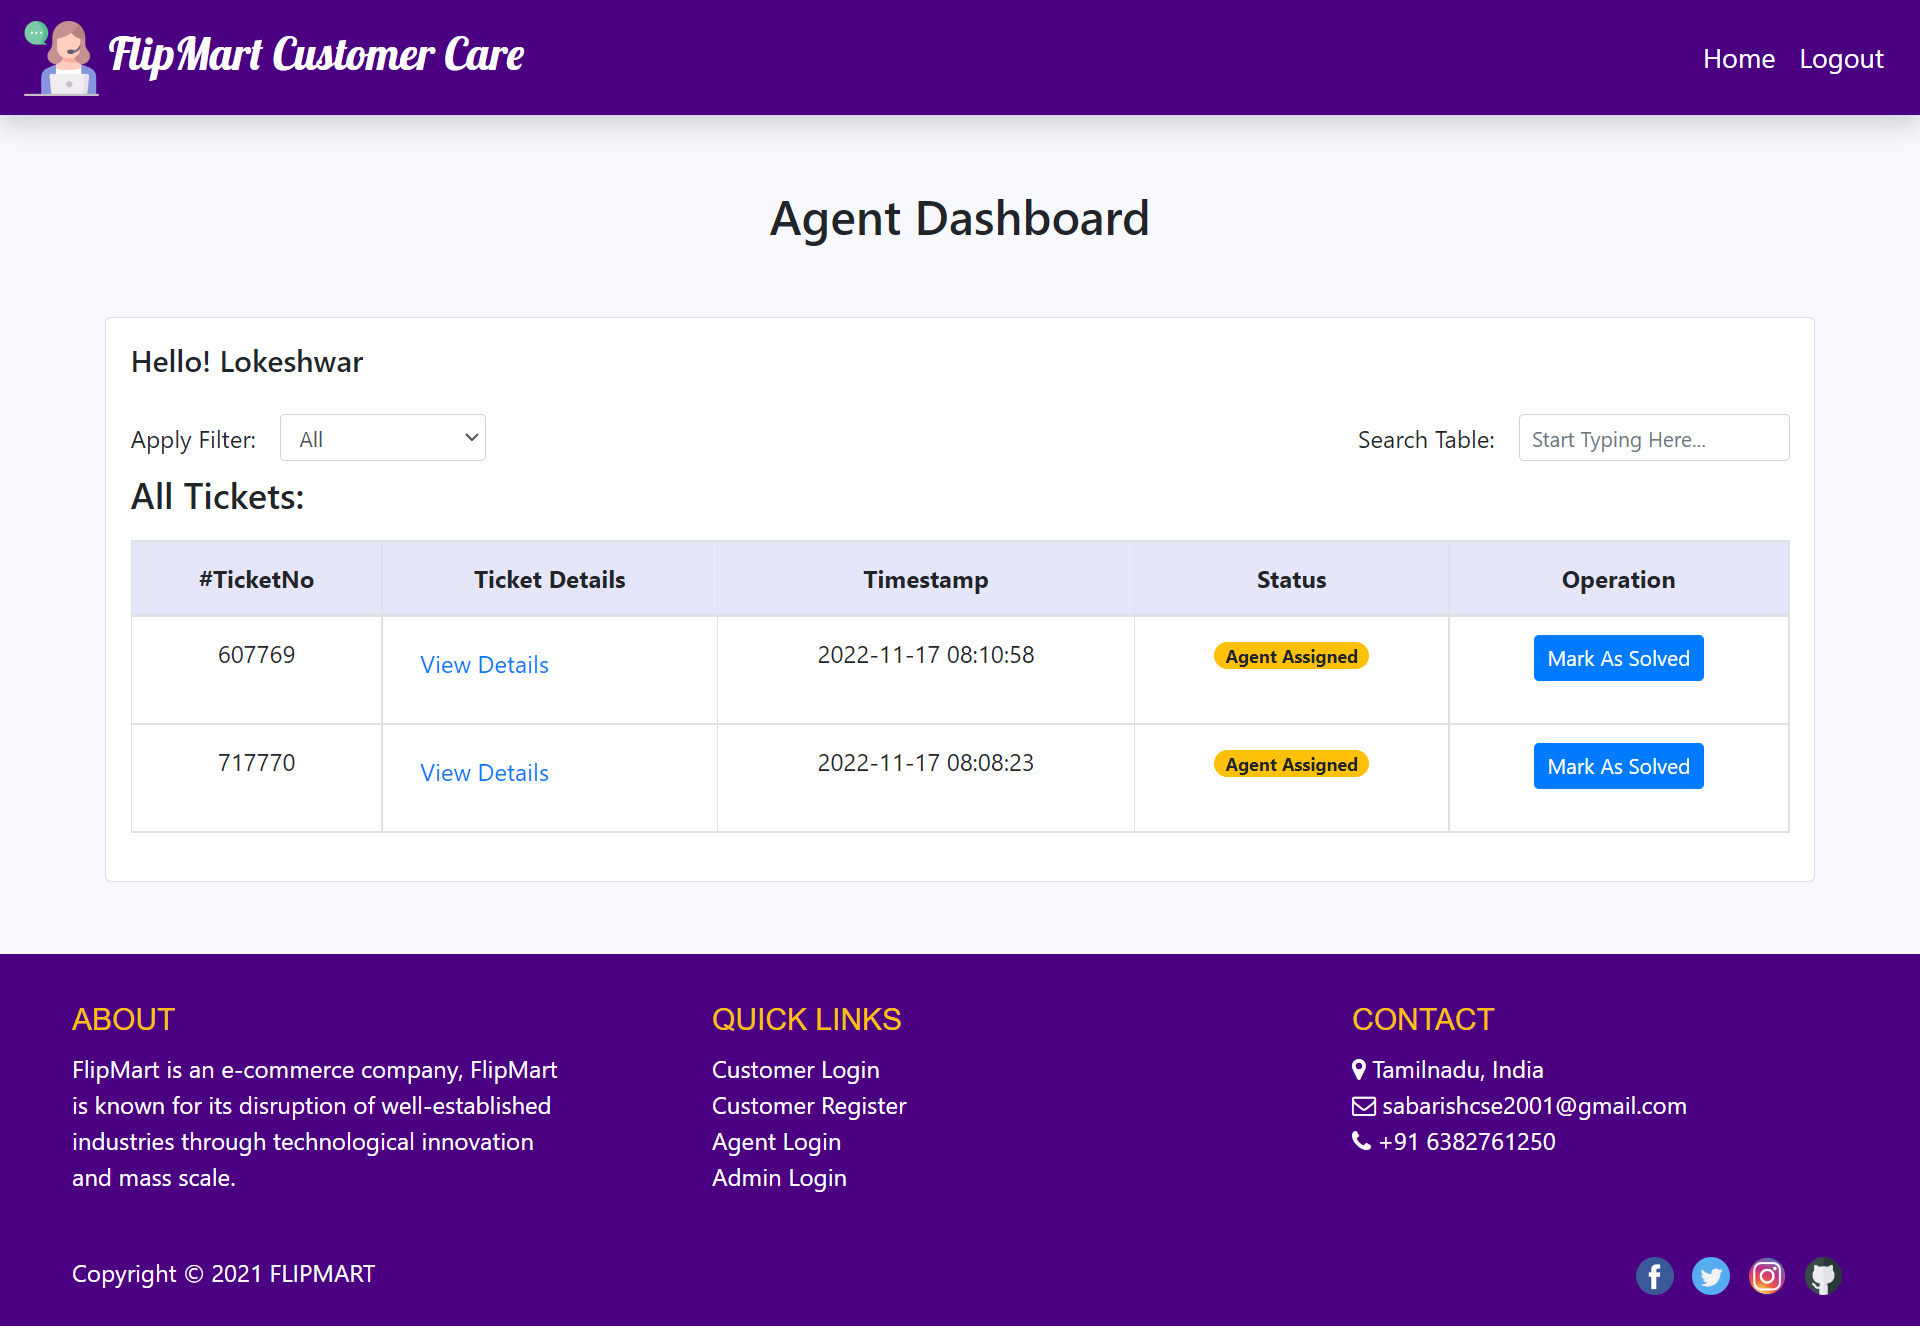 FlipMart Customer Care
Home Logout
Agent Dashboard
Hello! Lokeshwar
Apply Filter: All Search Table: Start Typing Here...
All Tickets:
#TicketNo Ticket Details Timestamp Status Operation
607769 View Details 2022-11-17 08:10:58 Agent Assigned Mark As Solved
717770 View Details 2022-11-17 08:08:23 Agent Assigned Mark As Solved
ABOUT
FlipMart is an e-commerce company, FlipMart
is known for its disruption of well-established
industries through technological innovation
and mass scale.
QUICK LINKS
Customer Login
Customer Register
Agent Login
Admin Login
CONTACT
Tamilnadu, India
sabarishcse2001@gmail.com
+91 6382761250
Copyright © 2021 FLIPMART